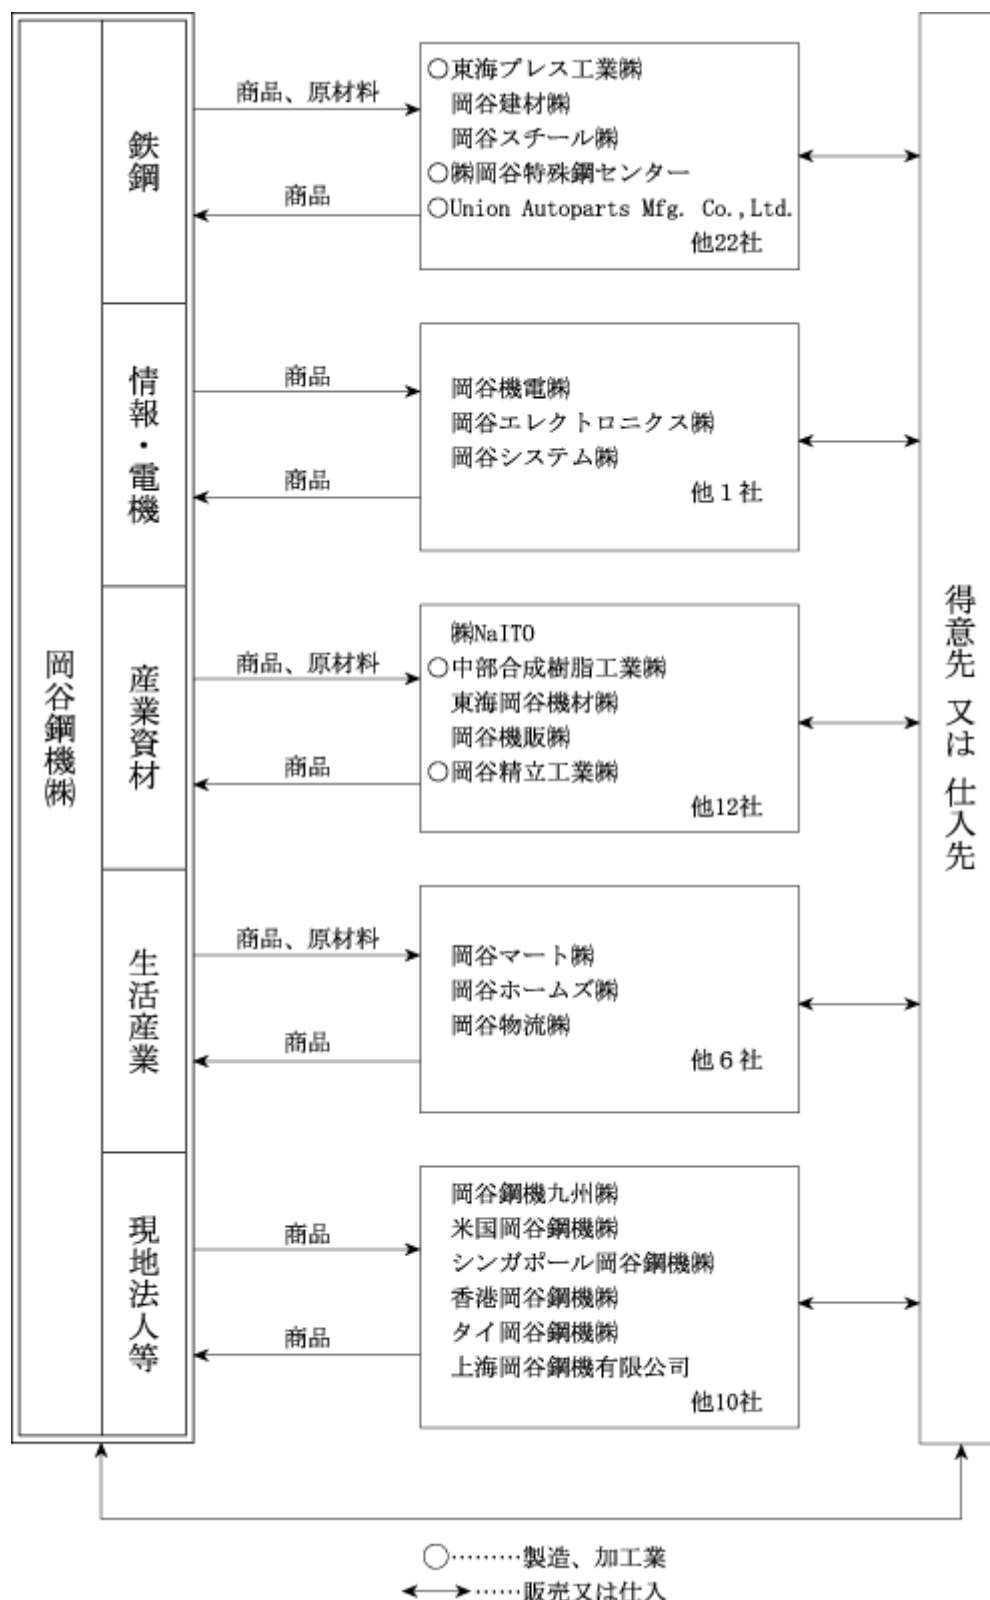 岡谷鋼機㈱
鉄鋼
商品、原材料
商品
○東海プレス工業㈱
岡谷建材㈱
岡谷スチール㈱
○㈱岡谷特殊鋼センター
○Union Autoparts Mfg. Co.,Ltd.
他22社
情報・電機
商品
商品
岡谷機電㈱
岡谷エレクトロニクス㈱
岡谷システム㈱
他1社
産業資材
商品、原材料
商品
㈱NaITO
○中部合成樹脂工業㈱
東海岡谷機材㈱
岡谷機販㈱
○岡谷精立工業㈱
他12社
生活産業
商品、原材料
商品
岡谷マート㈱
岡谷ホームズ㈱
岡谷物流㈱
他6社
現地法人等
商品
商品
岡谷鋼機九州㈱
米国岡谷鋼機㈱
シンガポール岡谷鋼機㈱
香港岡谷鋼機㈱
タイ岡谷鋼機㈱
上海岡谷鋼機有限公司
他10社
得意先 又は 仕入先
○………製造、加工業
←→……販売又は仕入